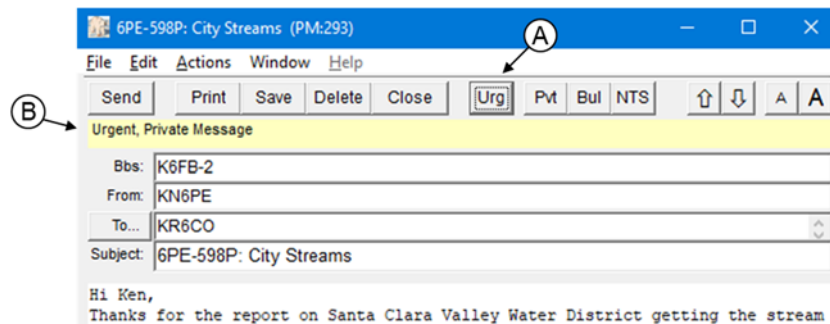 6PE-598P: City Streams (PM:293)
A
File Edit Actions Window Help
Send Print Save Delete Close Urg Pvt Bul NTS A A
B
Urgent, Private Message
Bbs: K6FB-2
From: KN6PE
To... KR6CO
Subject: 6PE-598P: City Streams
Hi Ken,
Thanks for the report on Santa Clara Valley Water District getting the stream